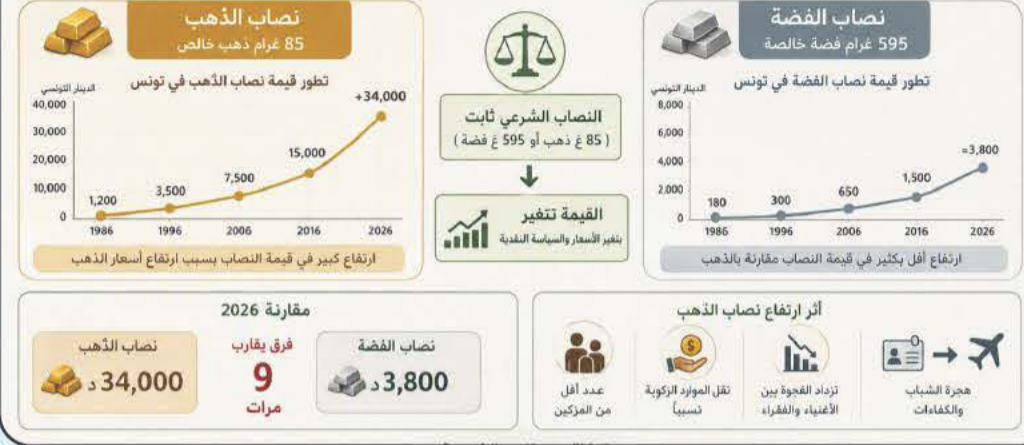 نصاب الفضة
595 غرام فضة خالصة
تطور قيمة نصاب الفضة في تونس
الدينار التونسي
8,000
6,000
4,000
2,000
0
180
300
650
1,500
≈3,800
1986
1996
2006
2016
2026
ارتفاع أقل بكثير في قيمة النصاب مقارنة بالذهب
النصاب الشرعي ثابت
(85 غ ذهب أو 595 غ فضة)
القيمة تتغير
بتغير الأسعار والسياسة النقدية
نصاب الذهب
85 غرام ذهب خالص
تطور قيمة نصاب الذهب في تونس
الدينار التونسي
40,000
30,000
20,000
10,000
0
1,200
3,500
7,500
15,000
+34,000
1986
1996
2006
2016
2026
ارتفاع كبير في قيمة النصاب بسبب ارتفاع أسعار الذهب
أثر ارتفاع نصاب الذهب
هجرة الشباب
والكفاءات
تزداد الفجوة بين
الأغنياء والفقراء
تقل الموارد الزكوية
نسبياً
عدد أقل
من المزكين
مقارنة 2026
نصاب الفضة
3,800 د
فرق يقارب
9
مرات
نصاب الذهب
34,000 د